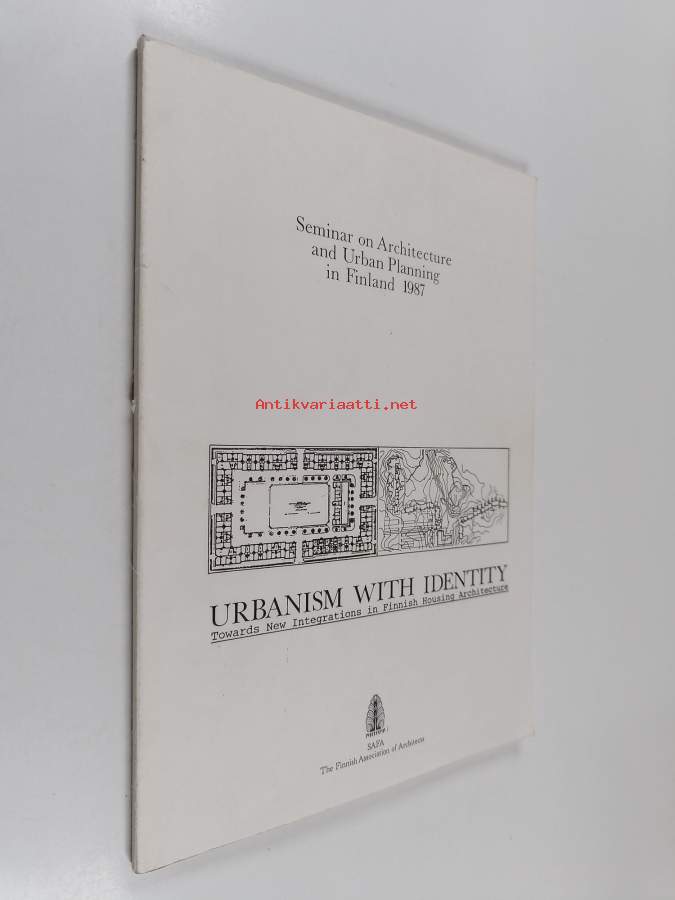 Seminar on Architecture
and Urban Planning
in Finland 1987
Antikvariaatti.net
URBANISM WITH IDENTITY
Towards New Integrations in Finnish Housing Architecture
SAFA
The Finnish Association of Architects